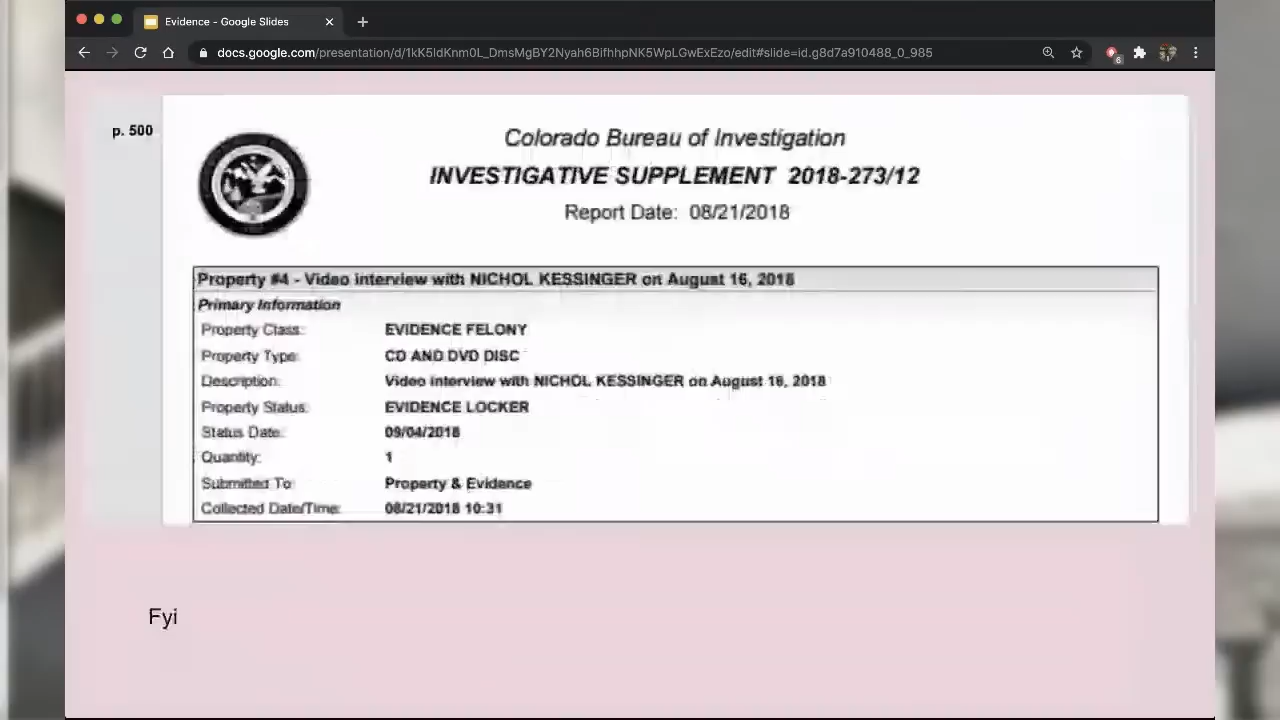 Evidence - Google Slides
docs.google.com/presentation/d/1kK5ldKnm0L_DmsMgBY2Nyah6BifhhpNK5WpLGwExEzo/edit#slide=id.g8d7a910488_0_985
6
p. 500
Colorado Bureau of Investigation
INVESTIGATIVE SUPPLEMENT 2018-273/12
Report Date: 08/21/2018
Property #4 - Video interview with NICHOL KESSINGER on August 16, 2018
Primary Information
Property Class: EVIDENCE FELONY
Property Type: CD AND DVD DISC
Description: Video interview with NICHOL KESSINGER on August 16, 2018
Property Status: EVIDENCE LOCKER
Status Date: 09/04/2018
Quantity: 1
Submitted To: Property & Evidence
Collected Date/Time: 08/21/2018 10:31
Fyi